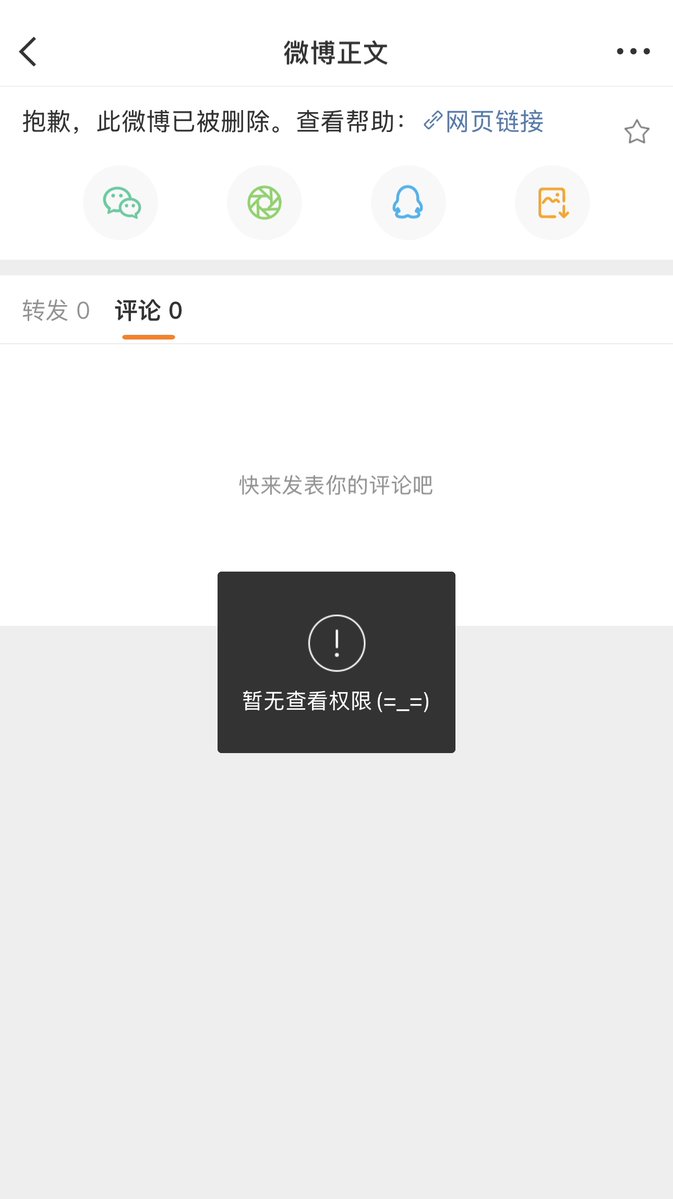 微博正文
抱歉，此微博已被删除。查看帮助：网页链接
转发 0 评论 0
快来发表你的评论吧
暂无查看权限(=_=)